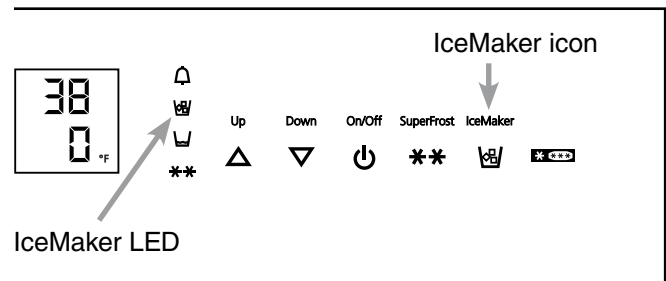 IceMaker icon
38
0 °F
Up Down On/Off SuperFrost IceMaker
IceMaker LED